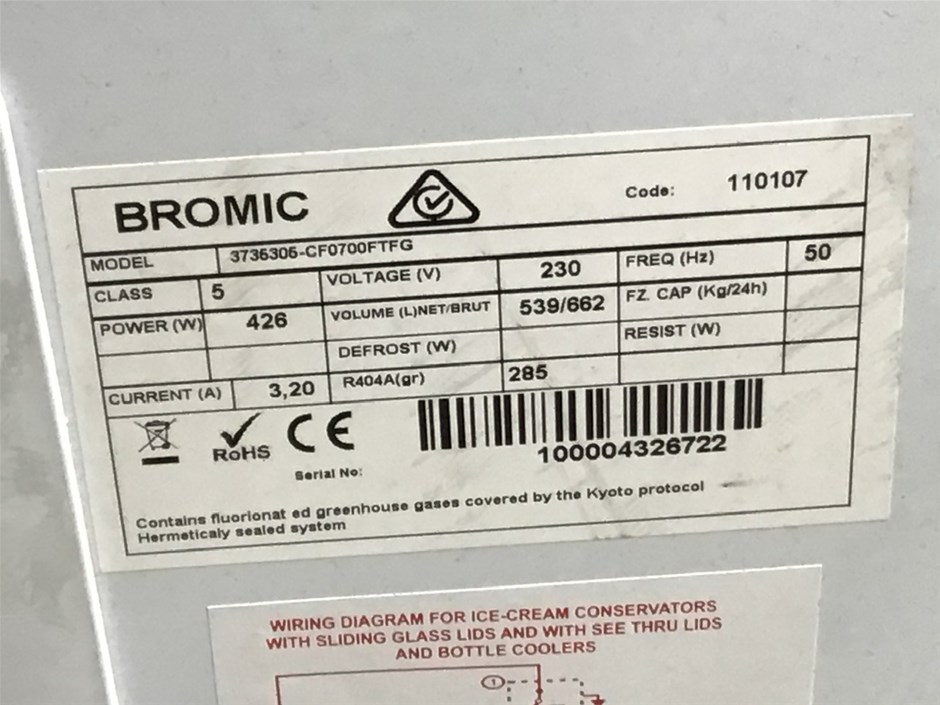 BROMIC
Code: 110107
MODEL 3736306-CF0700FTFG
CLASS 5 VOLTAGE (V) 230 FREQ (Hz) 50
POWER (W) 426 VOLUME (L)NET/BRUT 539/662 FZ. CAP (Kg/24h)
DEFROST (W) RESIST (W)
CURRENT (A) 3,20 R404A(gr) 285
RoHS CE
100004326722
Serial No:
Contains fluorionat ed greenhouse gases covered by the Kyoto protocol
Hermeticaly sealed system
WIRING DIAGRAM FOR ICE-CREAM CONSERVATORS
WITH SLIDING GLASS LIDS AND WITH SEE THRU LIDS
AND BOTTLE COOLERS
1